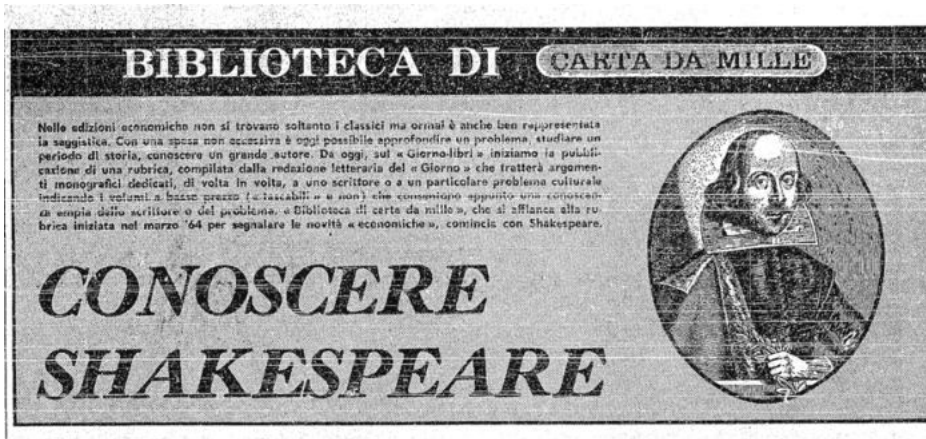 BIBLIOTECA DI CARTA DA MILLE
Nelle edizioni economiche non si trovano soltanto i classici ma ormai è anche ben rappresentata
la saggistica. Con una spesa non eccessiva è oggi possibile approfondire un problema, studiare un
periodo di storia, conoscere un grande autore. Da oggi, sul « Giorno-libri » iniziamo la pubbli-
cazione di una rubrica, compilata dalla redazione letteraria del « Giorno » che tratterà argomen-
ti monografici dedicati, di volta in volta, a uno scrittore o a un particolare problema culturale
indicando i volumi a basso prezzo (« tascabili » e non) che consentono appunto una conoscen-
za ampia dello scrittore o del problema. « Biblioteca di carta da mille », che si affianca alla ru-
brica iniziata nel marzo '64 per segnalare le novità « economiche », comincia con Shakespeare.
CONOSCERE
SHAKESPEARE